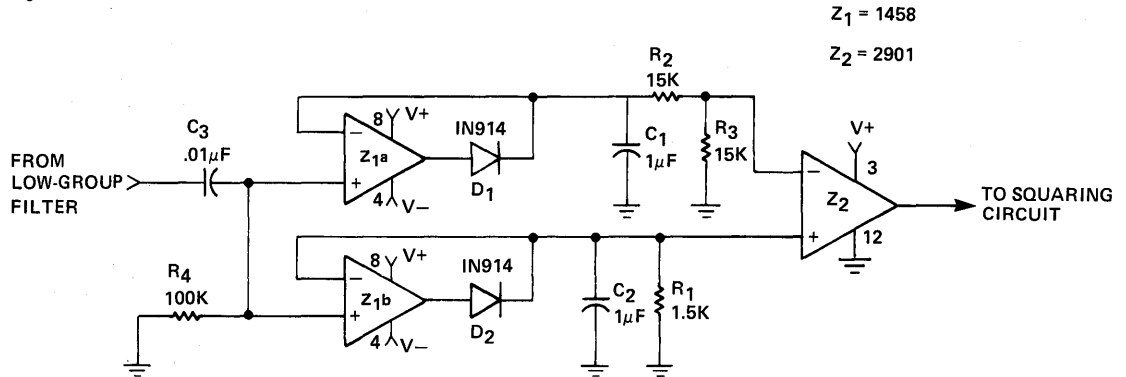 Z1 = 1458
Z2 = 2901
R2
15K
C3
.01μF
8 V+
IN914
−
Z1a
+
4 V−
D1
C1
1μF
R3
15K
V+
3
FROM
LOW-GROUP
FILTER
−
Z2
+
12
TO SQUARING
CIRCUIT
R4
100K
8 V+
IN914
−
Z1b
+
4 V−
D2
C2
1μF
R1
1.5K